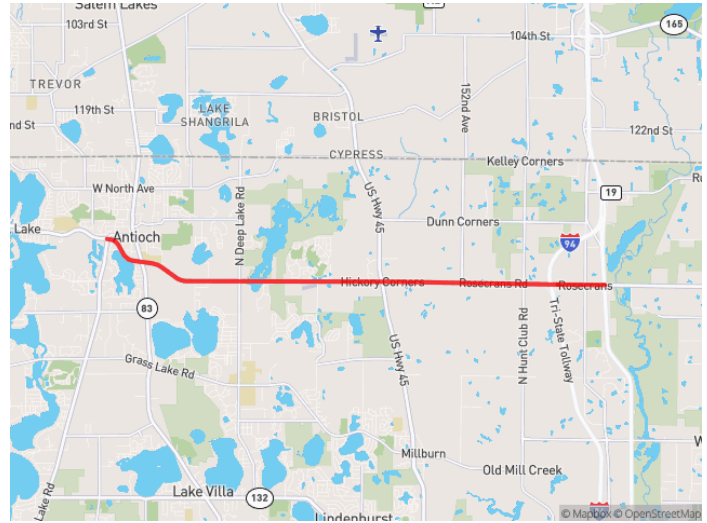 Salem Lakes
103rd St
104th St
165
TREVOR
119th St
LAKE
SHANGRILA
BRISTOL
152nd Ave
nd St
122nd St
CYPRESS
Kelley Corners
W North Ave
US Hwy 45
19
Ru
N Deep Lake Rd
Lake
Antioch
Dunn Corners
94
Hickory Corners
Rosecrans Rd
Rosecrans
83
N Hunt Club Rd
Tri-State Tollway
US Hwy 45
Grass Lake Rd
Millburn
W
Old Mill Creek
Lake Rd
Lake Villa
132
Lindenhurst
© Mapbox © OpenStreetMap